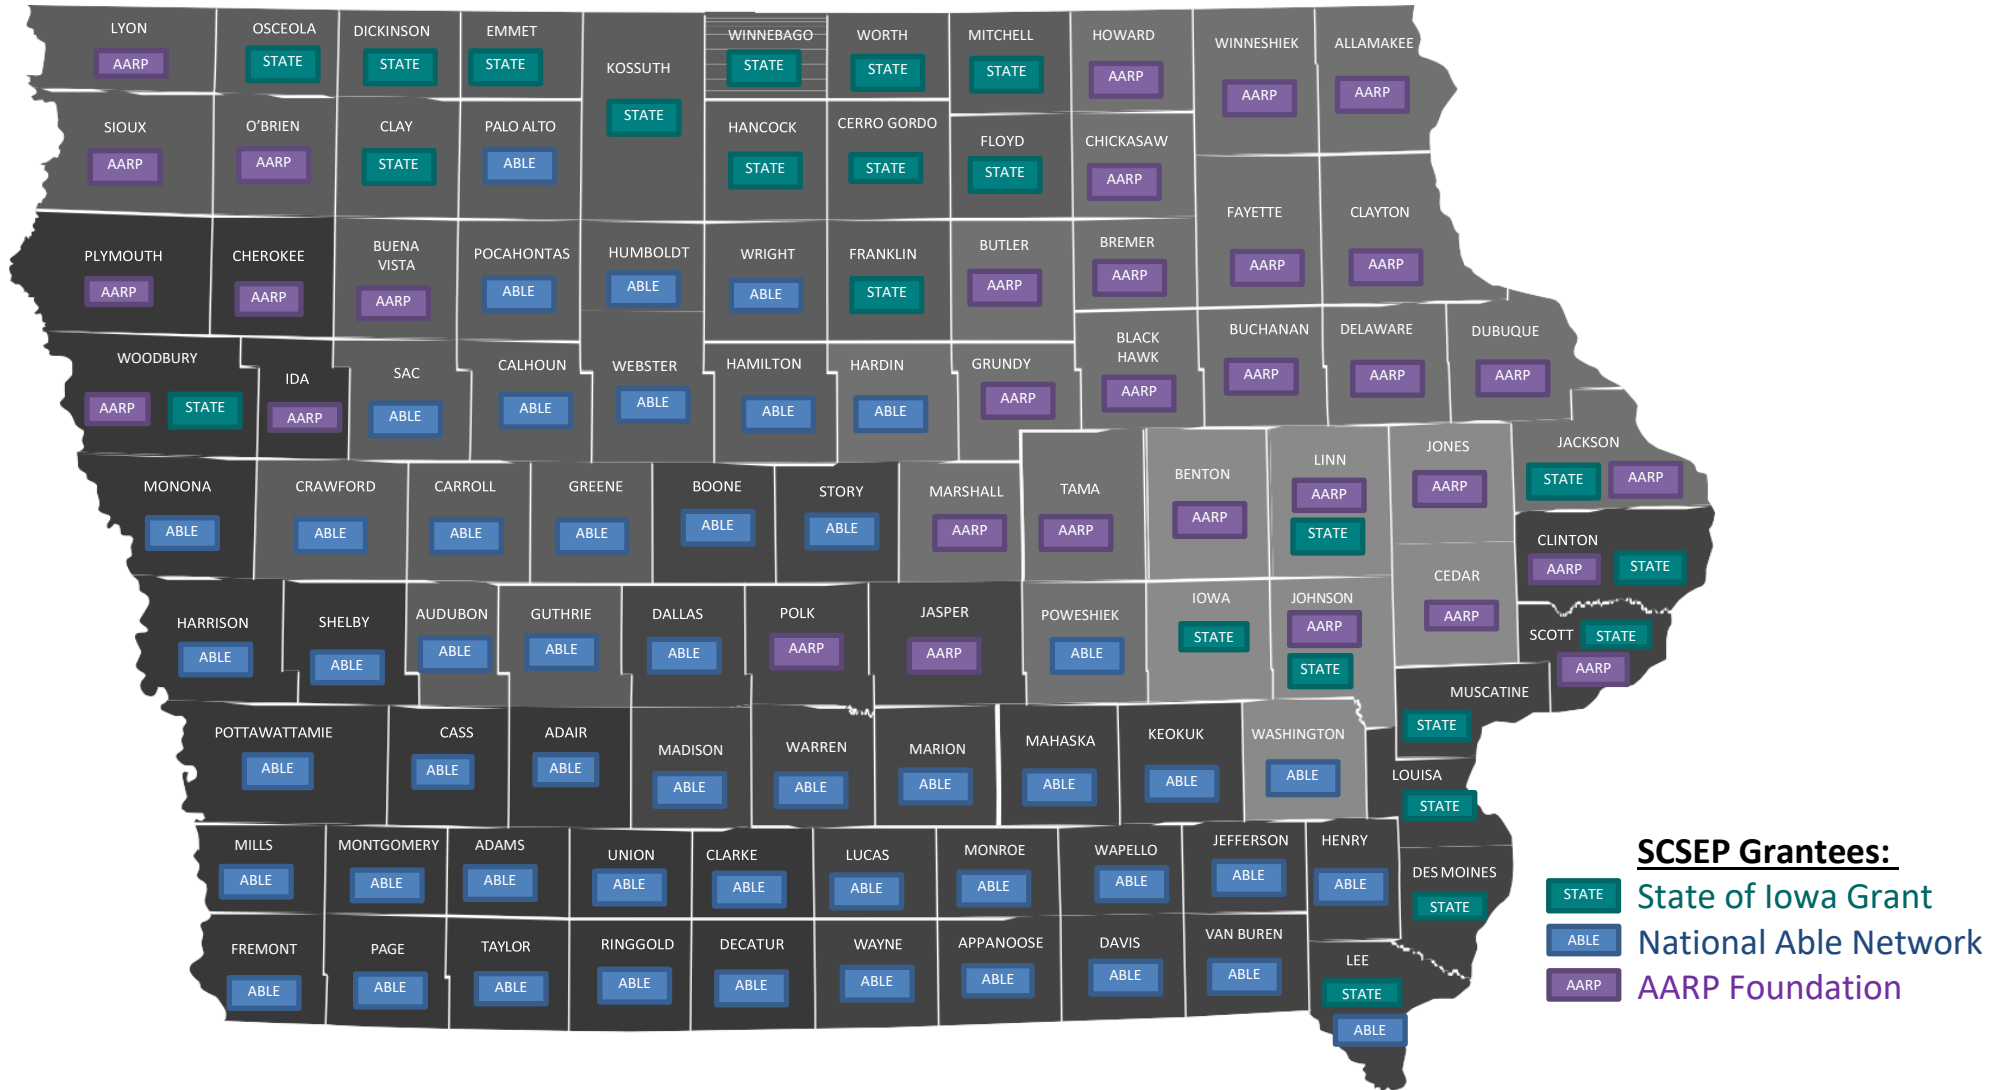 LYON
AARP
OSCEOLA
STATE
DICKINSON
STATE
EMMET
STATE
KOSSUTH
STATE
WINNEBAGO
STATE
WORTH
STATE
MITCHELL
STATE
HOWARD
AARP
WINNESHIEK
AARP
ALLAMAKEE
AARP
SIOUX
AARP
O'BRIEN
AARP
CLAY
STATE
PALO ALTO
ABLE
HANCOCK
STATE
CERRO GORDO
STATE
FLOYD
STATE
CHICKASAW
AARP
FAYETTE
AARP
CLAYTON
AARP
PLYMOUTH
AARP
CHEROKEE
AARP
BUENA
VISTA
AARP
POCAHONTAS
ABLE
HUMBOLDT
ABLE
WRIGHT
ABLE
FRANKLIN
STATE
BUTLER
AARP
BREMER
AARP
WOODBURY
AARP
STATE
IDA
AARP
SAC
ABLE
CALHOUN
ABLE
WEBSTER
ABLE
HAMILTON
ABLE
HARDIN
ABLE
GRUNDY
AARP
BLACK
HAWK
AARP
BUCHANAN
AARP
DELAWARE
AARP
DUBUQUE
AARP
MONONA
ABLE
CRAWFORD
ABLE
CARROLL
ABLE
GREENE
ABLE
BOONE
ABLE
STORY
ABLE
MARSHALL
AARP
TAMA
AARP
BENTON
AARP
LINN
AARP
STATE
JONES
AARP
JACKSON
STATE
AARP
CLINTON
AARP
STATE
CEDAR
AARP
HARRISON
ABLE
SHELBY
ABLE
AUDUBON
ABLE
GUTHRIE
ABLE
DALLAS
ABLE
POLK
AARP
JASPER
AARP
POWESHIEK
ABLE
IOWA
STATE
JOHNSON
AARP
STATE
SCOTT
STATE
AARP
MUSCATINE
STATE
POTTAWATTAMIE
ABLE
CASS
ABLE
ADAIR
ABLE
MADISON
ABLE
WARREN
ABLE
MARION
ABLE
MAHASKA
ABLE
KEOKUK
ABLE
WASHINGTON
ABLE
LOUISA
STATE
MILLS
ABLE
MONTGOMERY
ABLE
ADAMS
ABLE
UNION
ABLE
CLARKE
ABLE
LUCAS
ABLE
MONROE
ABLE
WAPELLO
ABLE
JEFFERSON
ABLE
HENRY
ABLE
DES MOINES
STATE
FREMONT
ABLE
PAGE
ABLE
TAYLOR
ABLE
RINGGOLD
ABLE
DECATUR
ABLE
WAYNE
ABLE
APPANOOSE
ABLE
DAVIS
ABLE
VAN BUREN
ABLE
LEE
STATE
ABLE
SCSEP Grantees:
STATE State of Iowa Grant
ABLE National Able Network
AARP AARP Foundation